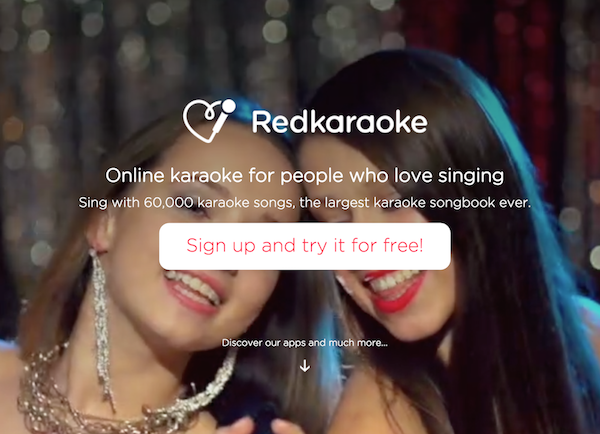 Redkaraoke
Online karaoke for people who love singing
Sing with 60,000 karaoke songs, the largest karaoke songbook ever.
Sign up and try it for free!
Discover our apps and much more...